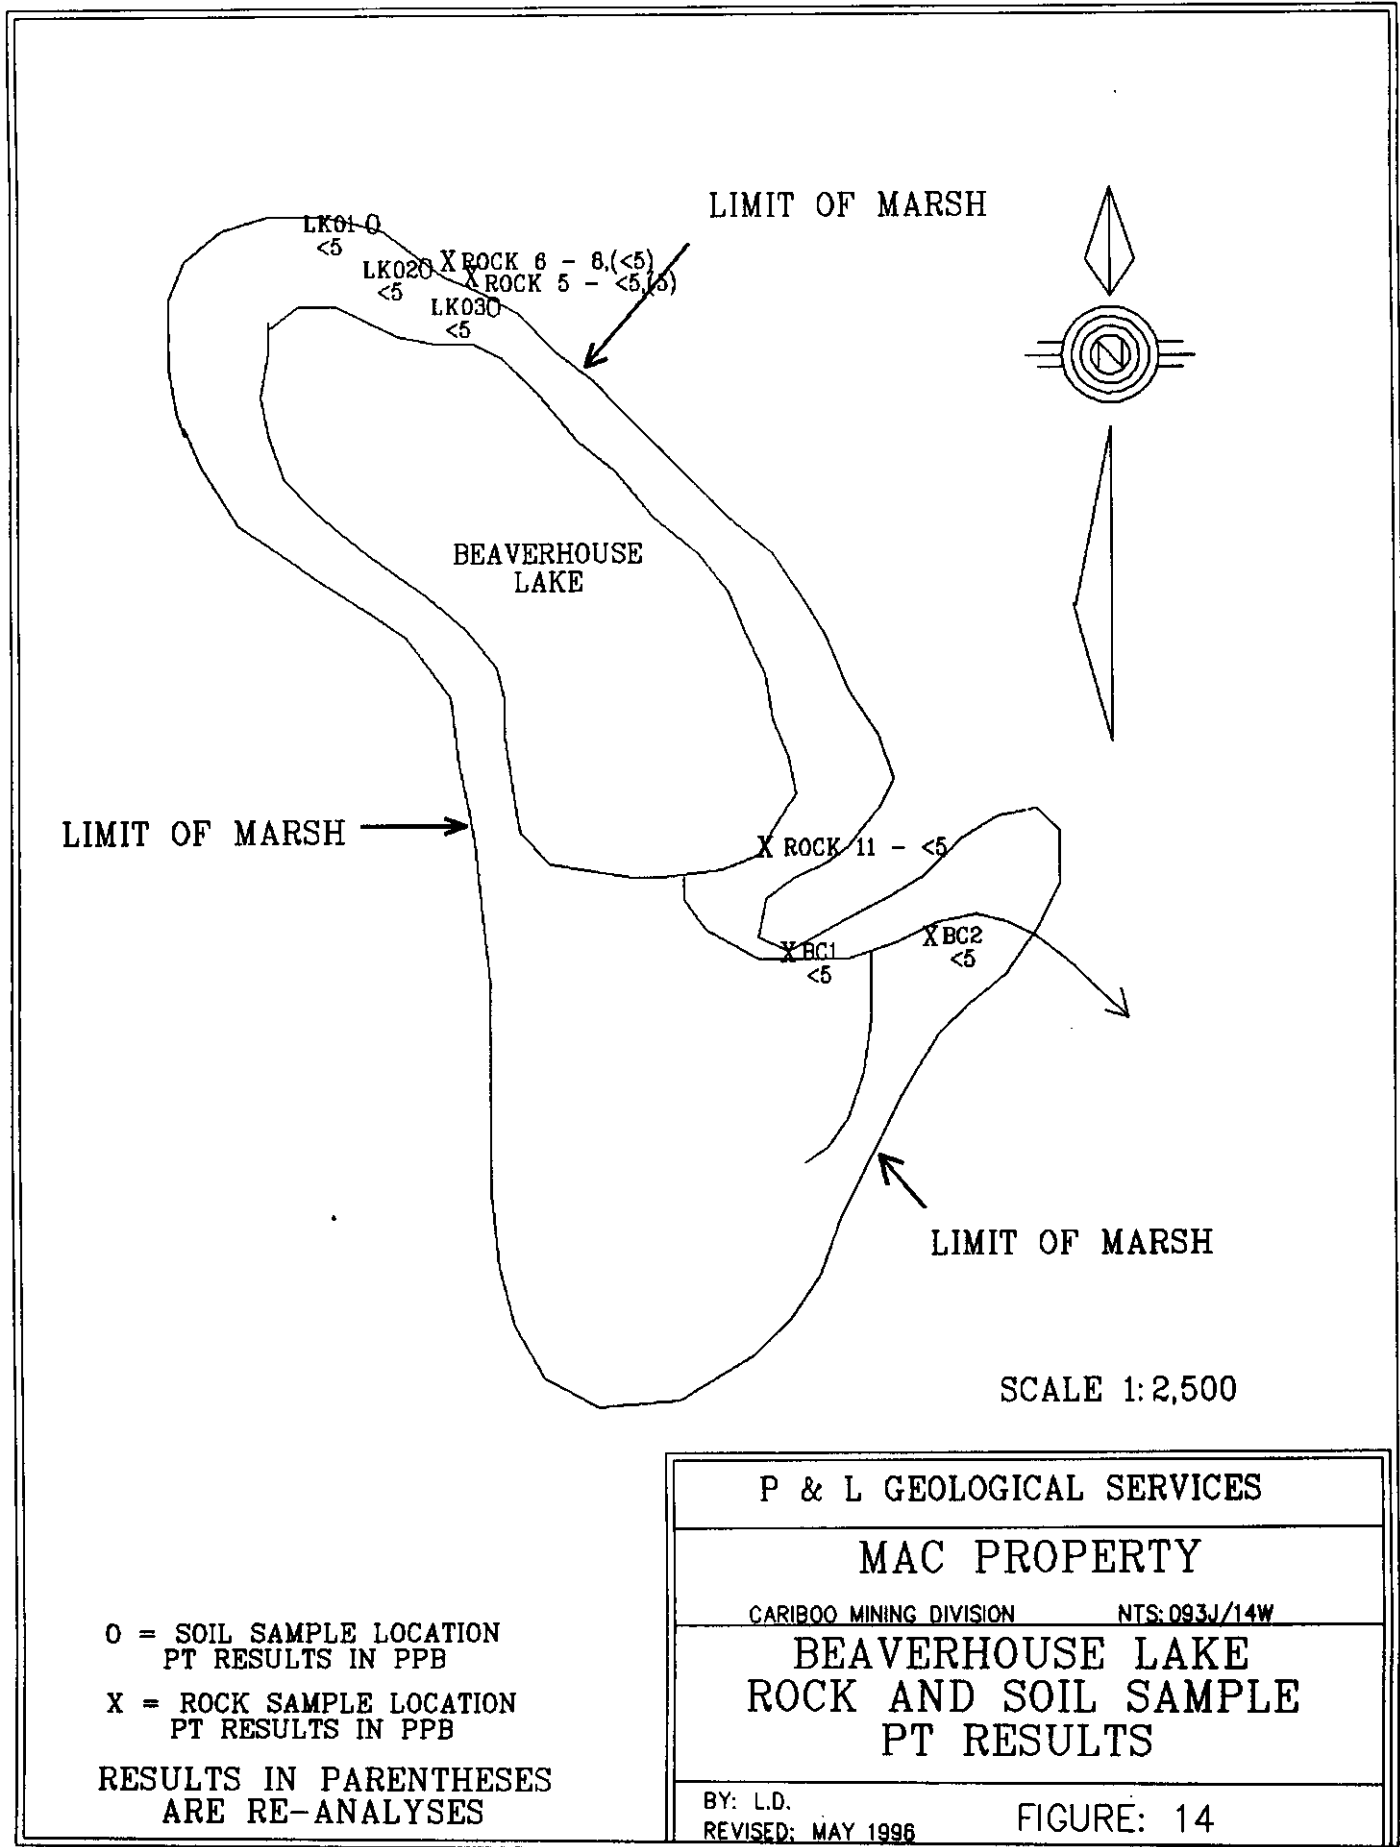 LIMIT OF MARSH
LK01 O
<5
X ROCK 6 - 8,(<5)
LK02O
<5
X ROCK 5 - <5,(5)
LK03O
<5
N
BEAVERHOUSE
LAKE
LIMIT OF MARSH
X ROCK 11 - <5
X BC1
<5
X BC2
<5
LIMIT OF MARSH
SCALE 1:2,500
P & L GEOLOGICAL SERVICES
MAC PROPERTY
CARIBOO MINING DIVISION NTS: 093J/14W
BEAVERHOUSE LAKE
ROCK AND SOIL SAMPLE
PT RESULTS
BY: L.D.
REVISED: MAY 1996
FIGURE: 14
O = SOIL SAMPLE LOCATION
PT RESULTS IN PPB
X = ROCK SAMPLE LOCATION
PT RESULTS IN PPB
RESULTS IN PARENTHESES
ARE RE-ANALYSES